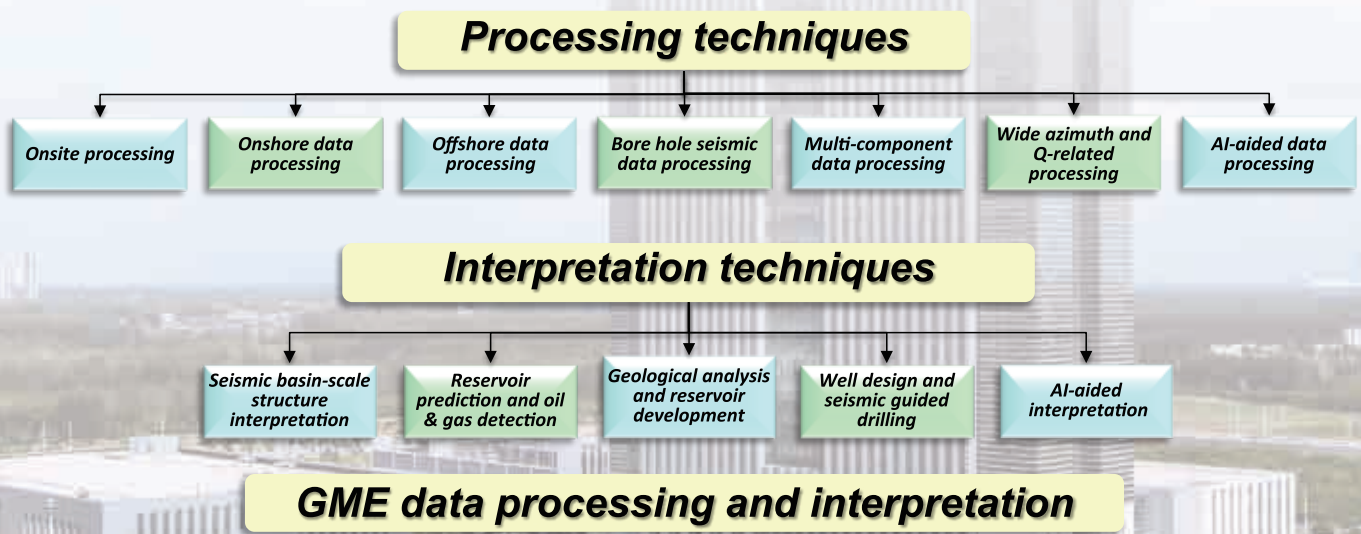 Processing techniques
Onsite processing
Onshore data
processing
Offshore data
processing
Bore hole seismic
data processing
Multi-component
data processing
Wide azimuth and
Q-related
processing
AI-aided data
processing
Interpretation techniques
Seismic basin-scale
structure
interpretation
Reservoir
prediction and oil
& gas detection
Geological analysis
and reservoir
development
Well design and
seismic guided
drilling
AI-aided
interpretation
GME data processing and interpretation